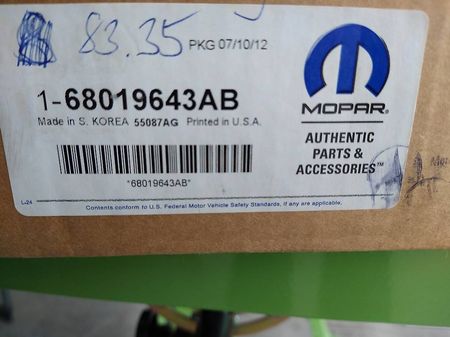 83.35 PKG 07/10/12
1-68019643AB
Made in S. KOREA 55087AG Printed in U.S.A.
*68019643AB*
L-24
Contents conform to U.S. Federal Motor Vehicle Safety Standards, if any are applicable.
MOPAR
AUTHENTIC
PARTS &
ACCESSORIES™